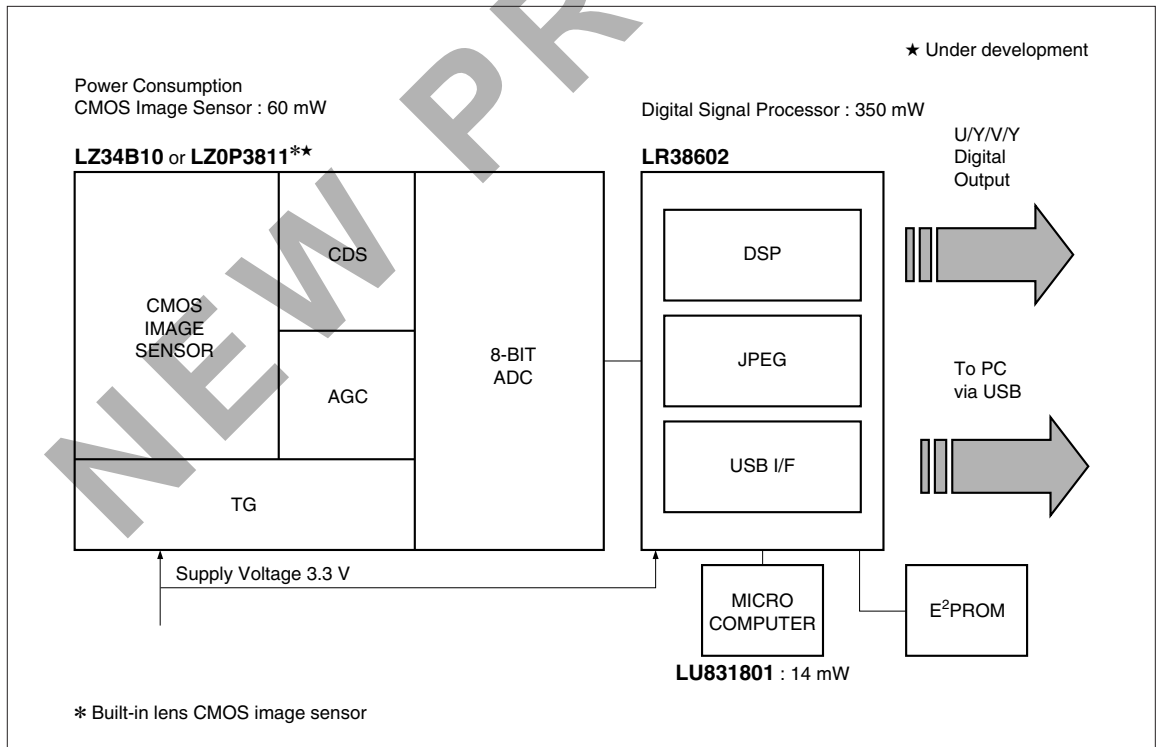 ★ Under development
Power Consumption
CMOS Image Sensor : 60 mW
Digital Signal Processor : 350 mW
LZ34B10 or LZ0P3811*★
LR38602
U/Y/V/Y
Digital
Output
CMOS
IMAGE
SENSOR
CDS
AGC
TG
8-BIT
ADC
DSP
JPEG
USB I/F
To PC
via USB
Supply Voltage 3.3 V
MICRO
COMPUTER
E²PROM
LU831801 : 14 mW
* Built-in lens CMOS image sensor
NEW PR